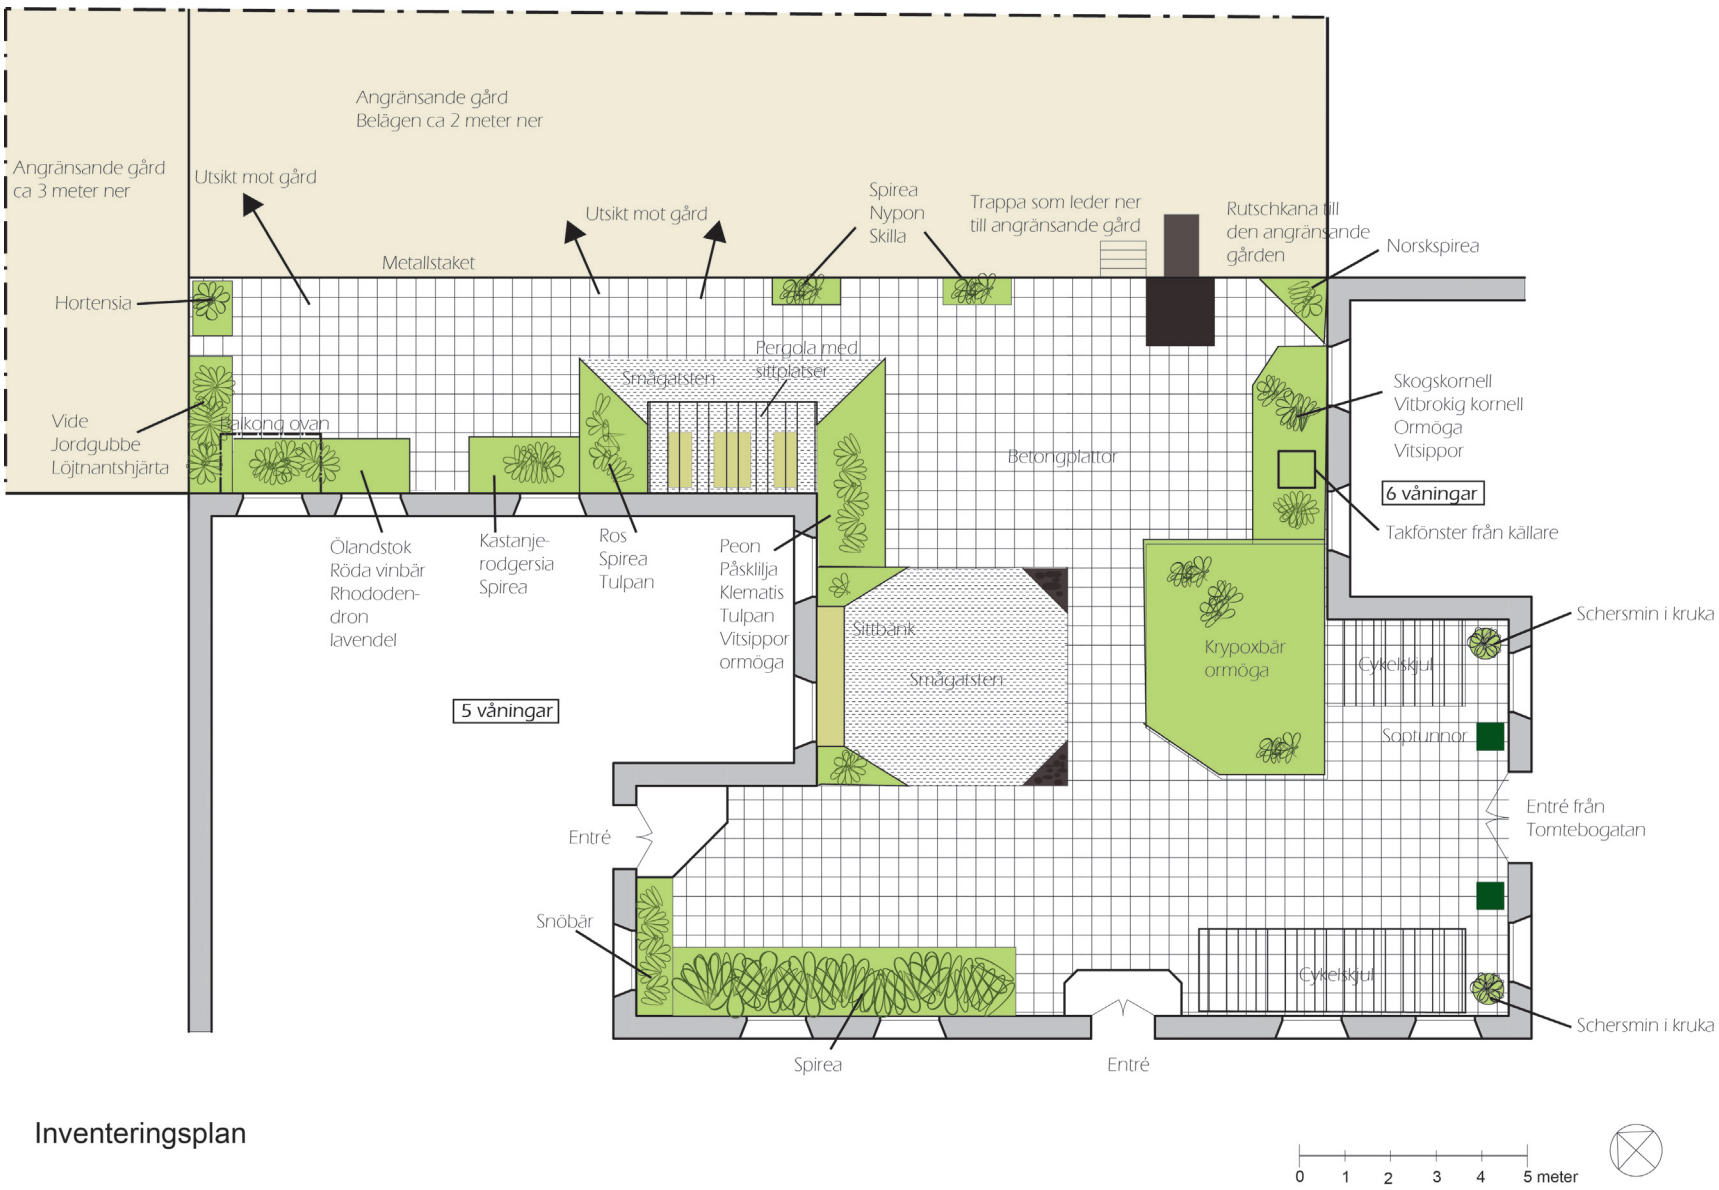 Angränsande gård
Belägen ca 2 meter ner
Angränsande gård
ca 3 meter ner
Utsikt mot gård
Utsikt mot gård
Metallstaket
Spirea
Nypon
Skilla
Trappa som leder ner
till angränsande gård
Rutschkana till
den angränsande
gården
Norskspirea
Hortensia
Pergola med
sittplatser
Smågatsten
Vide
Jordgubbe
Löjtnantshjärta
Balkong ovan
Betongplattor
Skogskornell
Vitbrokig kornell
Ormöga
Vitsippor
6 våningar
Takfönster från källare
Ölandstok
Röda vinbär
Rhododen-
dron
lavendel
Kastanje-
rodgersia
Spirea
Ros
Spirea
Tulpan
Peon
Påsklilja
Klematis
Tulpan
Vitsippor
ormöga
Sittbänk
Smågatsten
Krypoxbär
ormöga
Cykelskjul
Schersmin i kruka
5 våningar
Soptunnor
Entré
Entré från
Tomtebogatan
Snöbär
Cykelskjul
Schersmin i kruka
Spirea
Entré
Inventeringsplan
0 1 2 3 4 5 meter